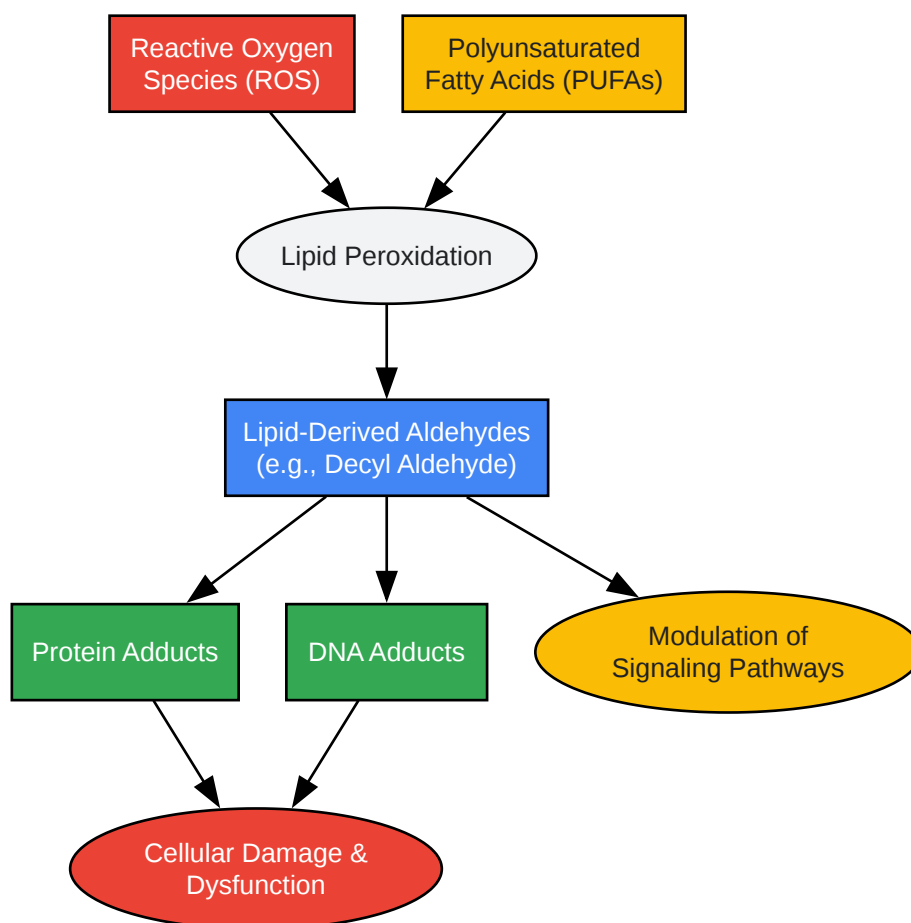 Reactive Oxygen
Species (ROS)
Polyunsaturated
Fatty Acids (PUFAs)
Lipid Peroxidation
Lipid-Derived Aldehydes
(e.g., Decyl Aldehyde)
Protein Adducts
DNA Adducts
Modulation of
Signaling Pathways
Cellular Damage &
Dysfunction